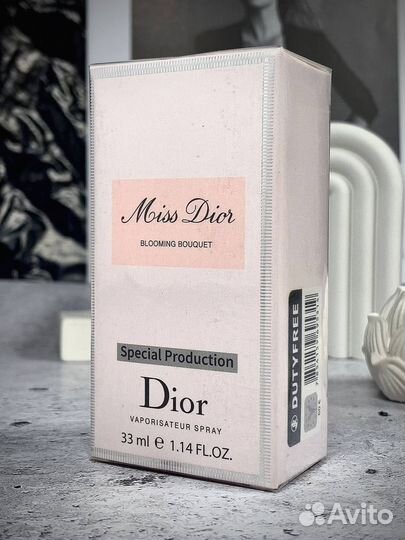 Miss Dior
BLOOMING BOUQUET
Special Production
Dior
VAPORISATEUR SPRAY
33 ml ℮ 1.14 FL.OZ.
DUTYFREE
Avito